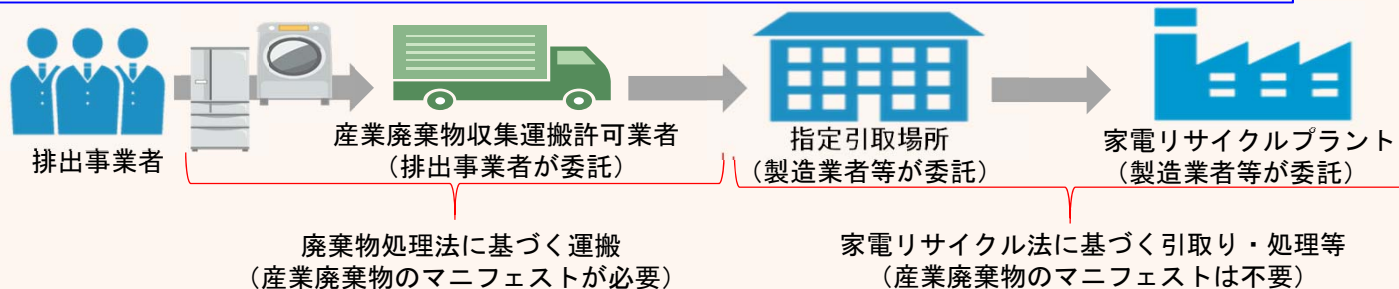 排出事業者
産業廃棄物収集運搬許可業者
（排出事業者が委託）
指定引取場所
（製造業者等が委託）
家電リサイクルプラント
（製造業者等が委託）
廃棄物処理法に基づく運搬
（産業廃棄物のマニフェストが必要）
家電リサイクル法に基づく引取り・処理等
（産業廃棄物のマニフェストは不要）